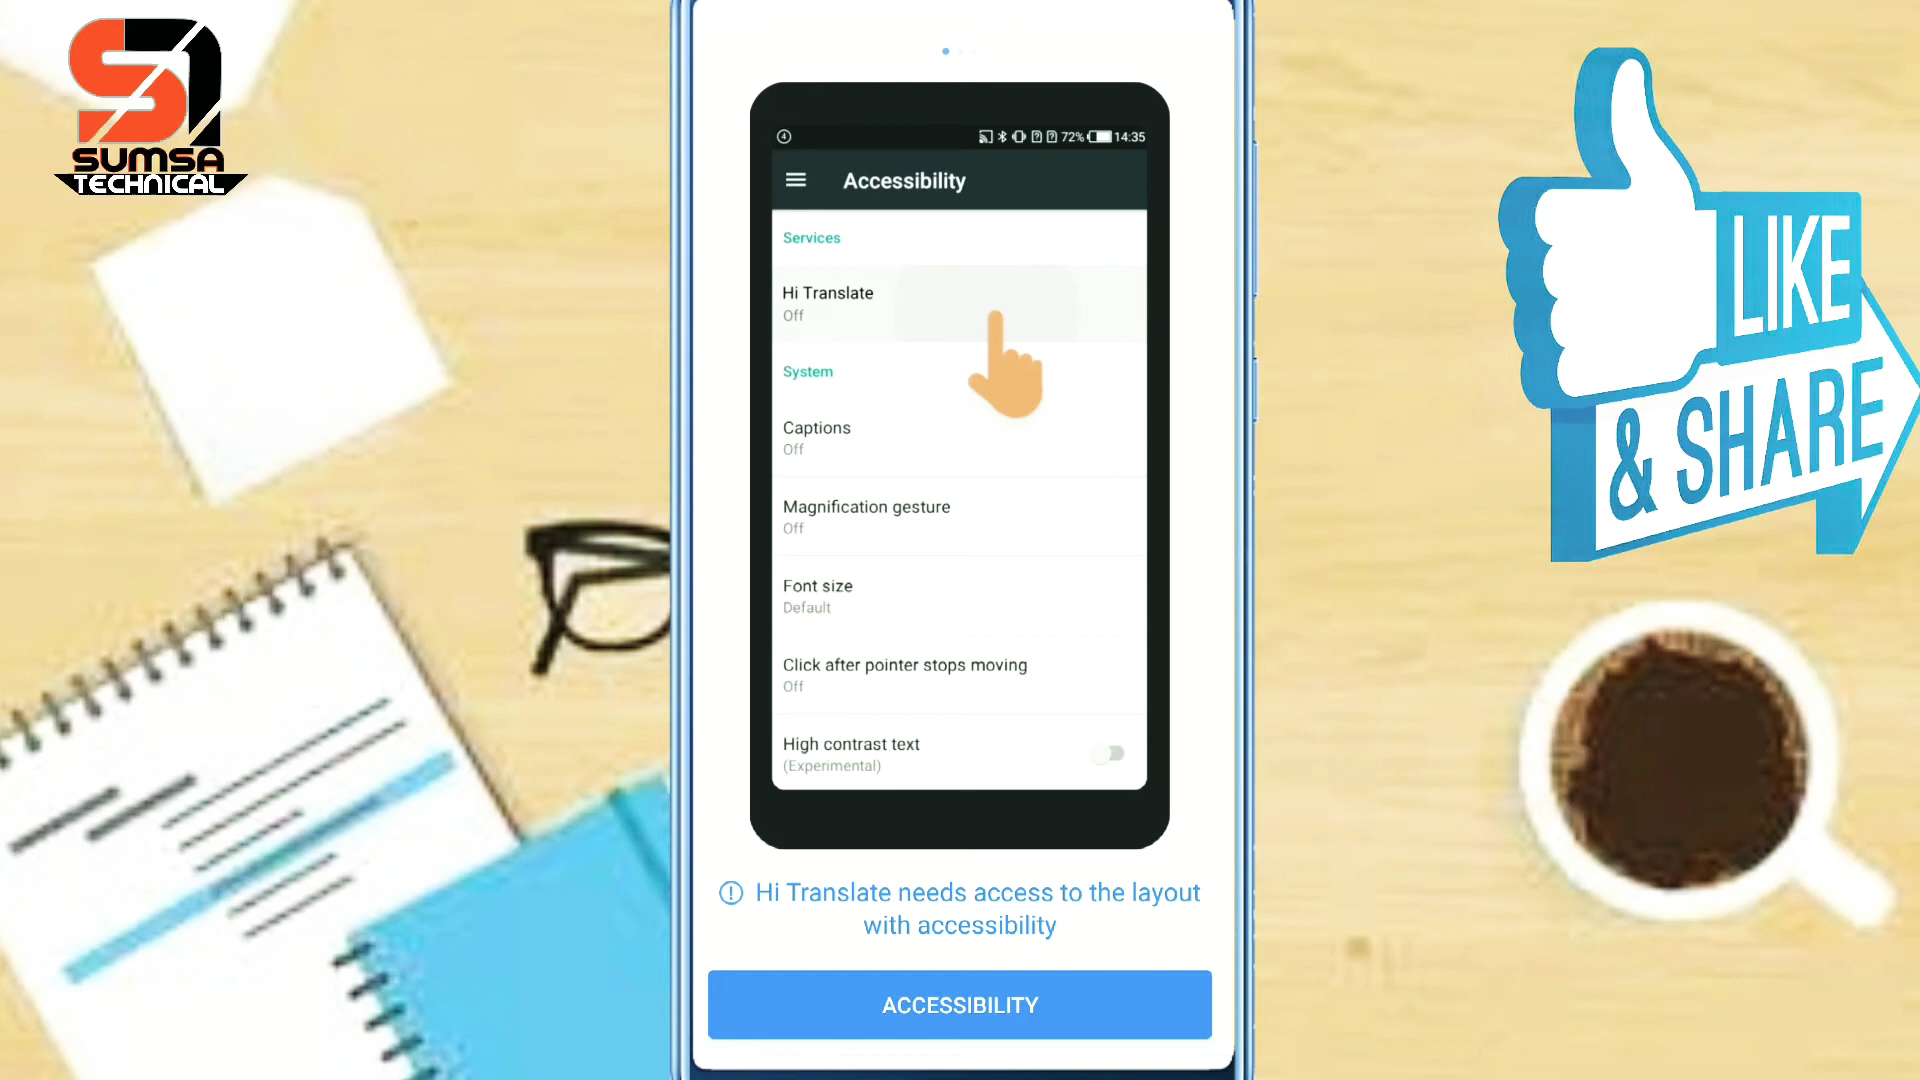 SUMSA
TECHNICAL
4
72% 14:35
Accessibility
Services
Hi Translate
Off
System
Captions
Off
Magnification gesture
Off
Font size
Default
Click after pointer stops moving
Off
High contrast text
(Experimental)
Hi Translate needs access to the layout
with accessibility
ACCESSIBILITY
LIKE
& SHARE